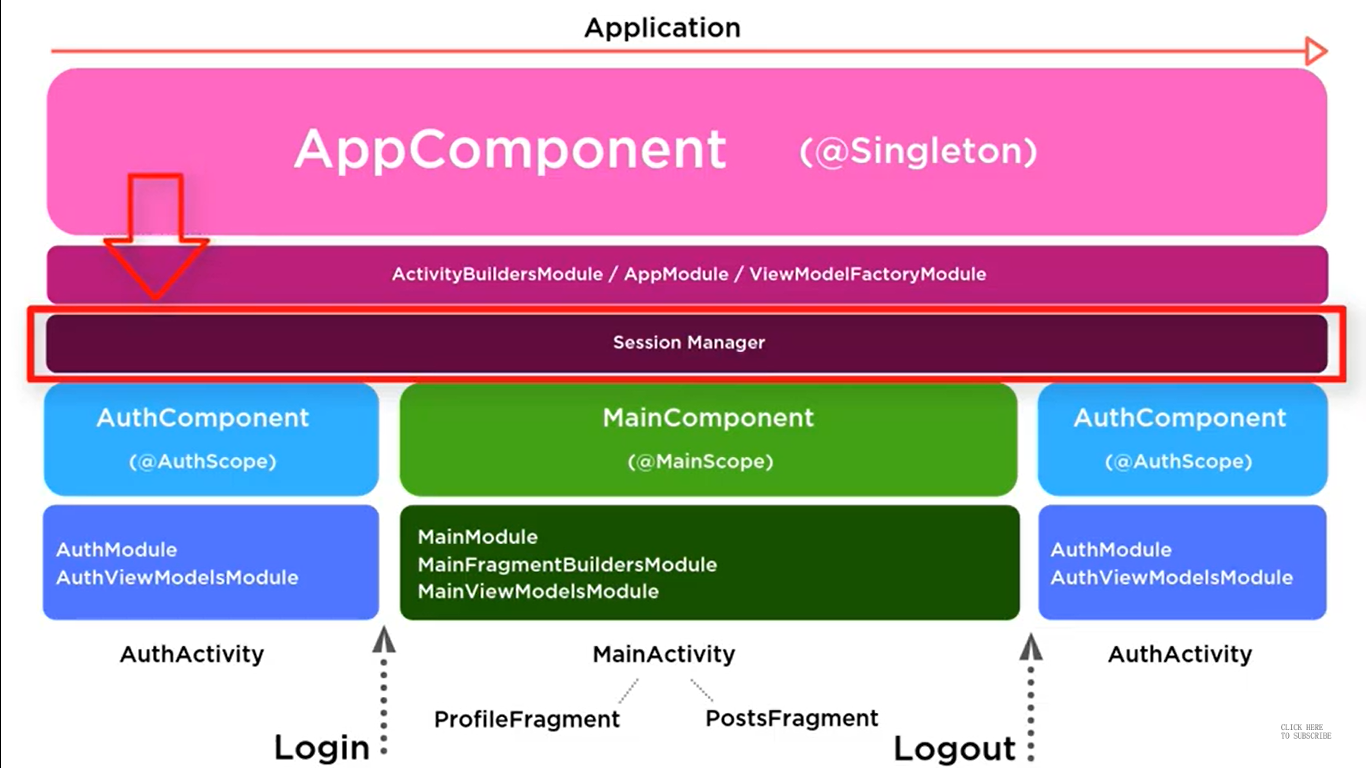 Application
AppComponent (@Singleton)
ActivityBuildersModule / AppModule / ViewModelFactoryModule
Session Manager
AuthComponent
(@AuthScope)
MainComponent
(@MainScope)
AuthComponent
(@AuthScope)
AuthModule
AuthViewModelsModule
MainModule
MainFragmentBuildersModule
MainViewModelsModule
AuthModule
AuthViewModelsModule
AuthActivity
MainActivity
AuthActivity
ProfileFragment
PostsFragment
Login
Logout
CLICK HERE
TO SUBSCRIBE